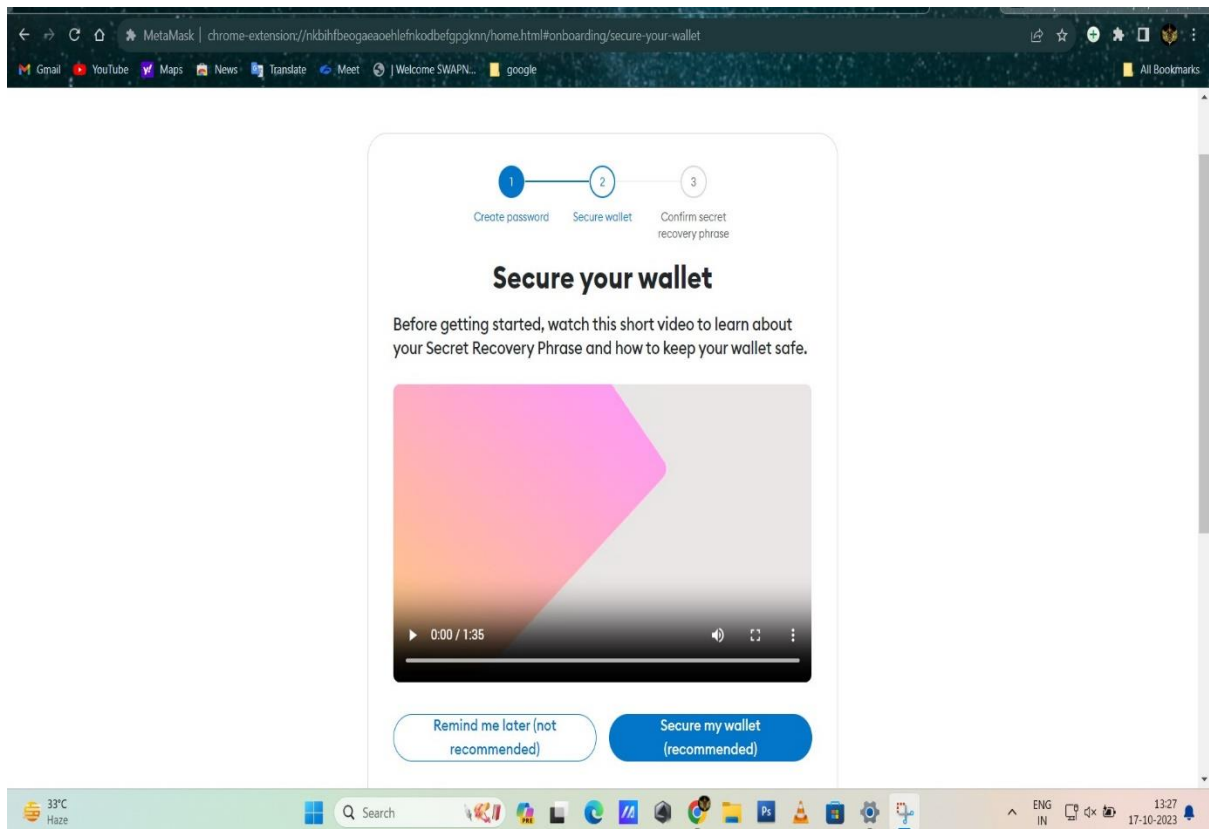 MetaMask | chrome-extension://nkbihfbeogaeaoehlefnkodbefgpgknn/home.html#onboarding/secure-your-wallet
Gmail YouTube Maps News Translate Meet | Welcome SWAPN... google All Bookmarks
1 2 3
Create password Secure wallet Confirm secret
recovery phrase
Secure your wallet
Before getting started, watch this short video to learn about
your Secret Recovery Phrase and how to keep your wallet safe.
0:00 / 1:35
Remind me later (not
recommended)
Secure my wallet
(recommended)
33°C
Haze
Search
PRE
Ps
ENG
IN
13:27
17-10-2023